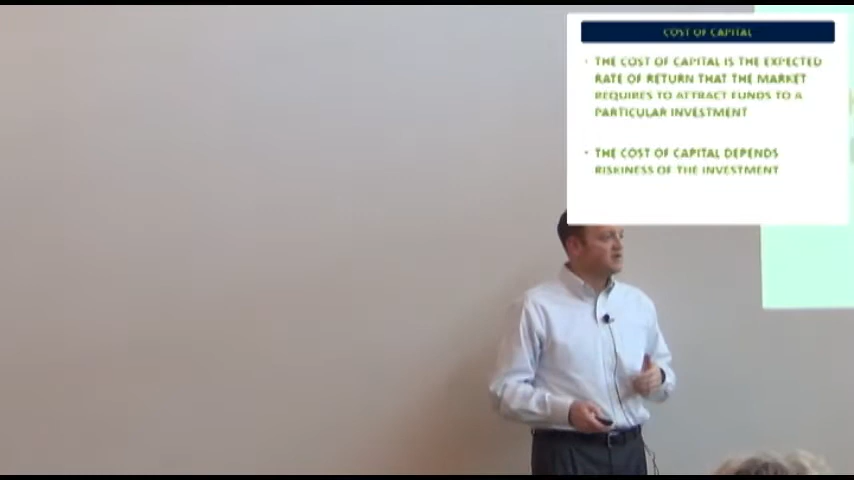 COST OF CAPITAL
• THE COST OF CAPITAL IS THE EXPECTED
RATE OF RETURN THAT THE MARKET
REQUIRES TO ATTRACT FUNDS TO A
PARTICULAR INVESTMENT
• THE COST OF CAPITAL DEPENDS
RISKINESS OF THE INVESTMENT